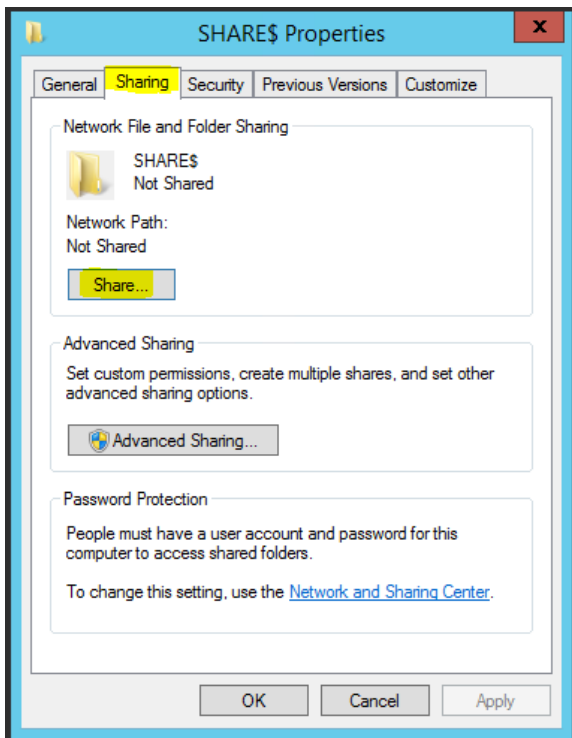 SHARE$ Properties
X
General Sharing Security Previous Versions Customize
Network File and Folder Sharing
SHARE$
Not Shared
Network Path:
Not Shared
Share...
Advanced Sharing
Set custom permissions, create multiple shares, and set other
advanced sharing options.
Advanced Sharing...
Password Protection
People must have a user account and password for this
computer to access shared folders.
To change this setting, use the Network and Sharing Center.
OK Cancel Apply